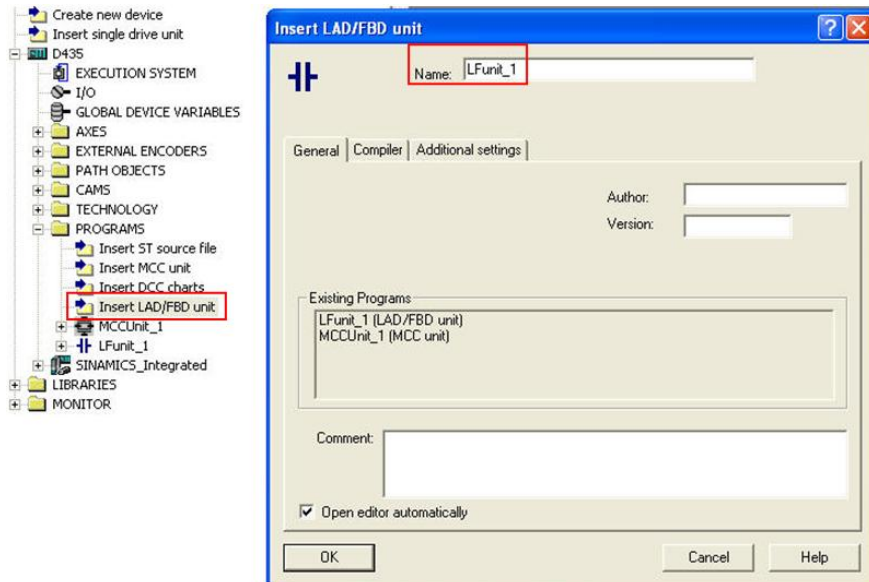 Create new device
Insert single drive unit
D435
EXECUTION SYSTEM
I/O
GLOBAL DEVICE VARIABLES
AXES
EXTERNAL ENCODERS
PATH OBJECTS
CAMS
TECHNOLOGY
PROGRAMS
Insert ST source file
Insert MCC unit
Insert DCC charts
Insert LAD/FBD unit
MCCUnit_1
LFunit_1
SINAMICS_Integrated
LIBRARIES
MONITOR
Insert LAD/FBD unit
Name: LFunit_1
General Compiler Additional settings
Author:
Version:
Existing Programs
LFunit_1 (LAD/FBD unit)
MCCUnit_1 (MCC unit)
Comment:
Open editor automatically
OK Cancel Help